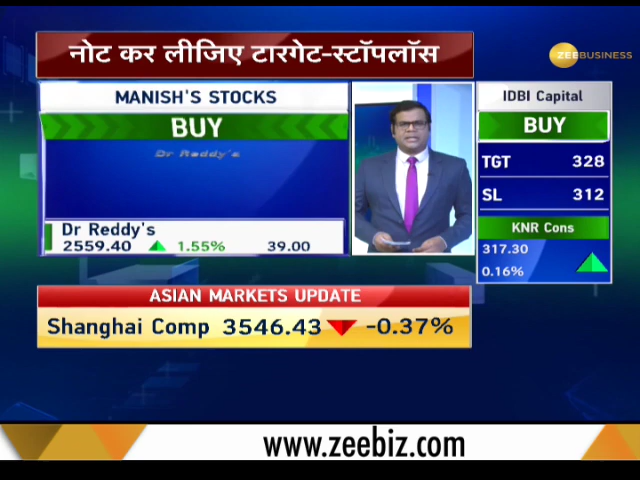 नोट कर लीजिए टारगेट-स्टॉपलॉस
ZEEBUSINESS
MANISH'S STOCKS
BUY
Dr Reddy's
Dr Reddy's
2559.40 1.55% 39.00
IDBI Capital
BUY
TGT 328
SL 312
KNR Cons
317.30
0.16%
ASIAN MARKETS UPDATE
Shanghai Comp 3546.43 -0.37%
www.zeebiz.com